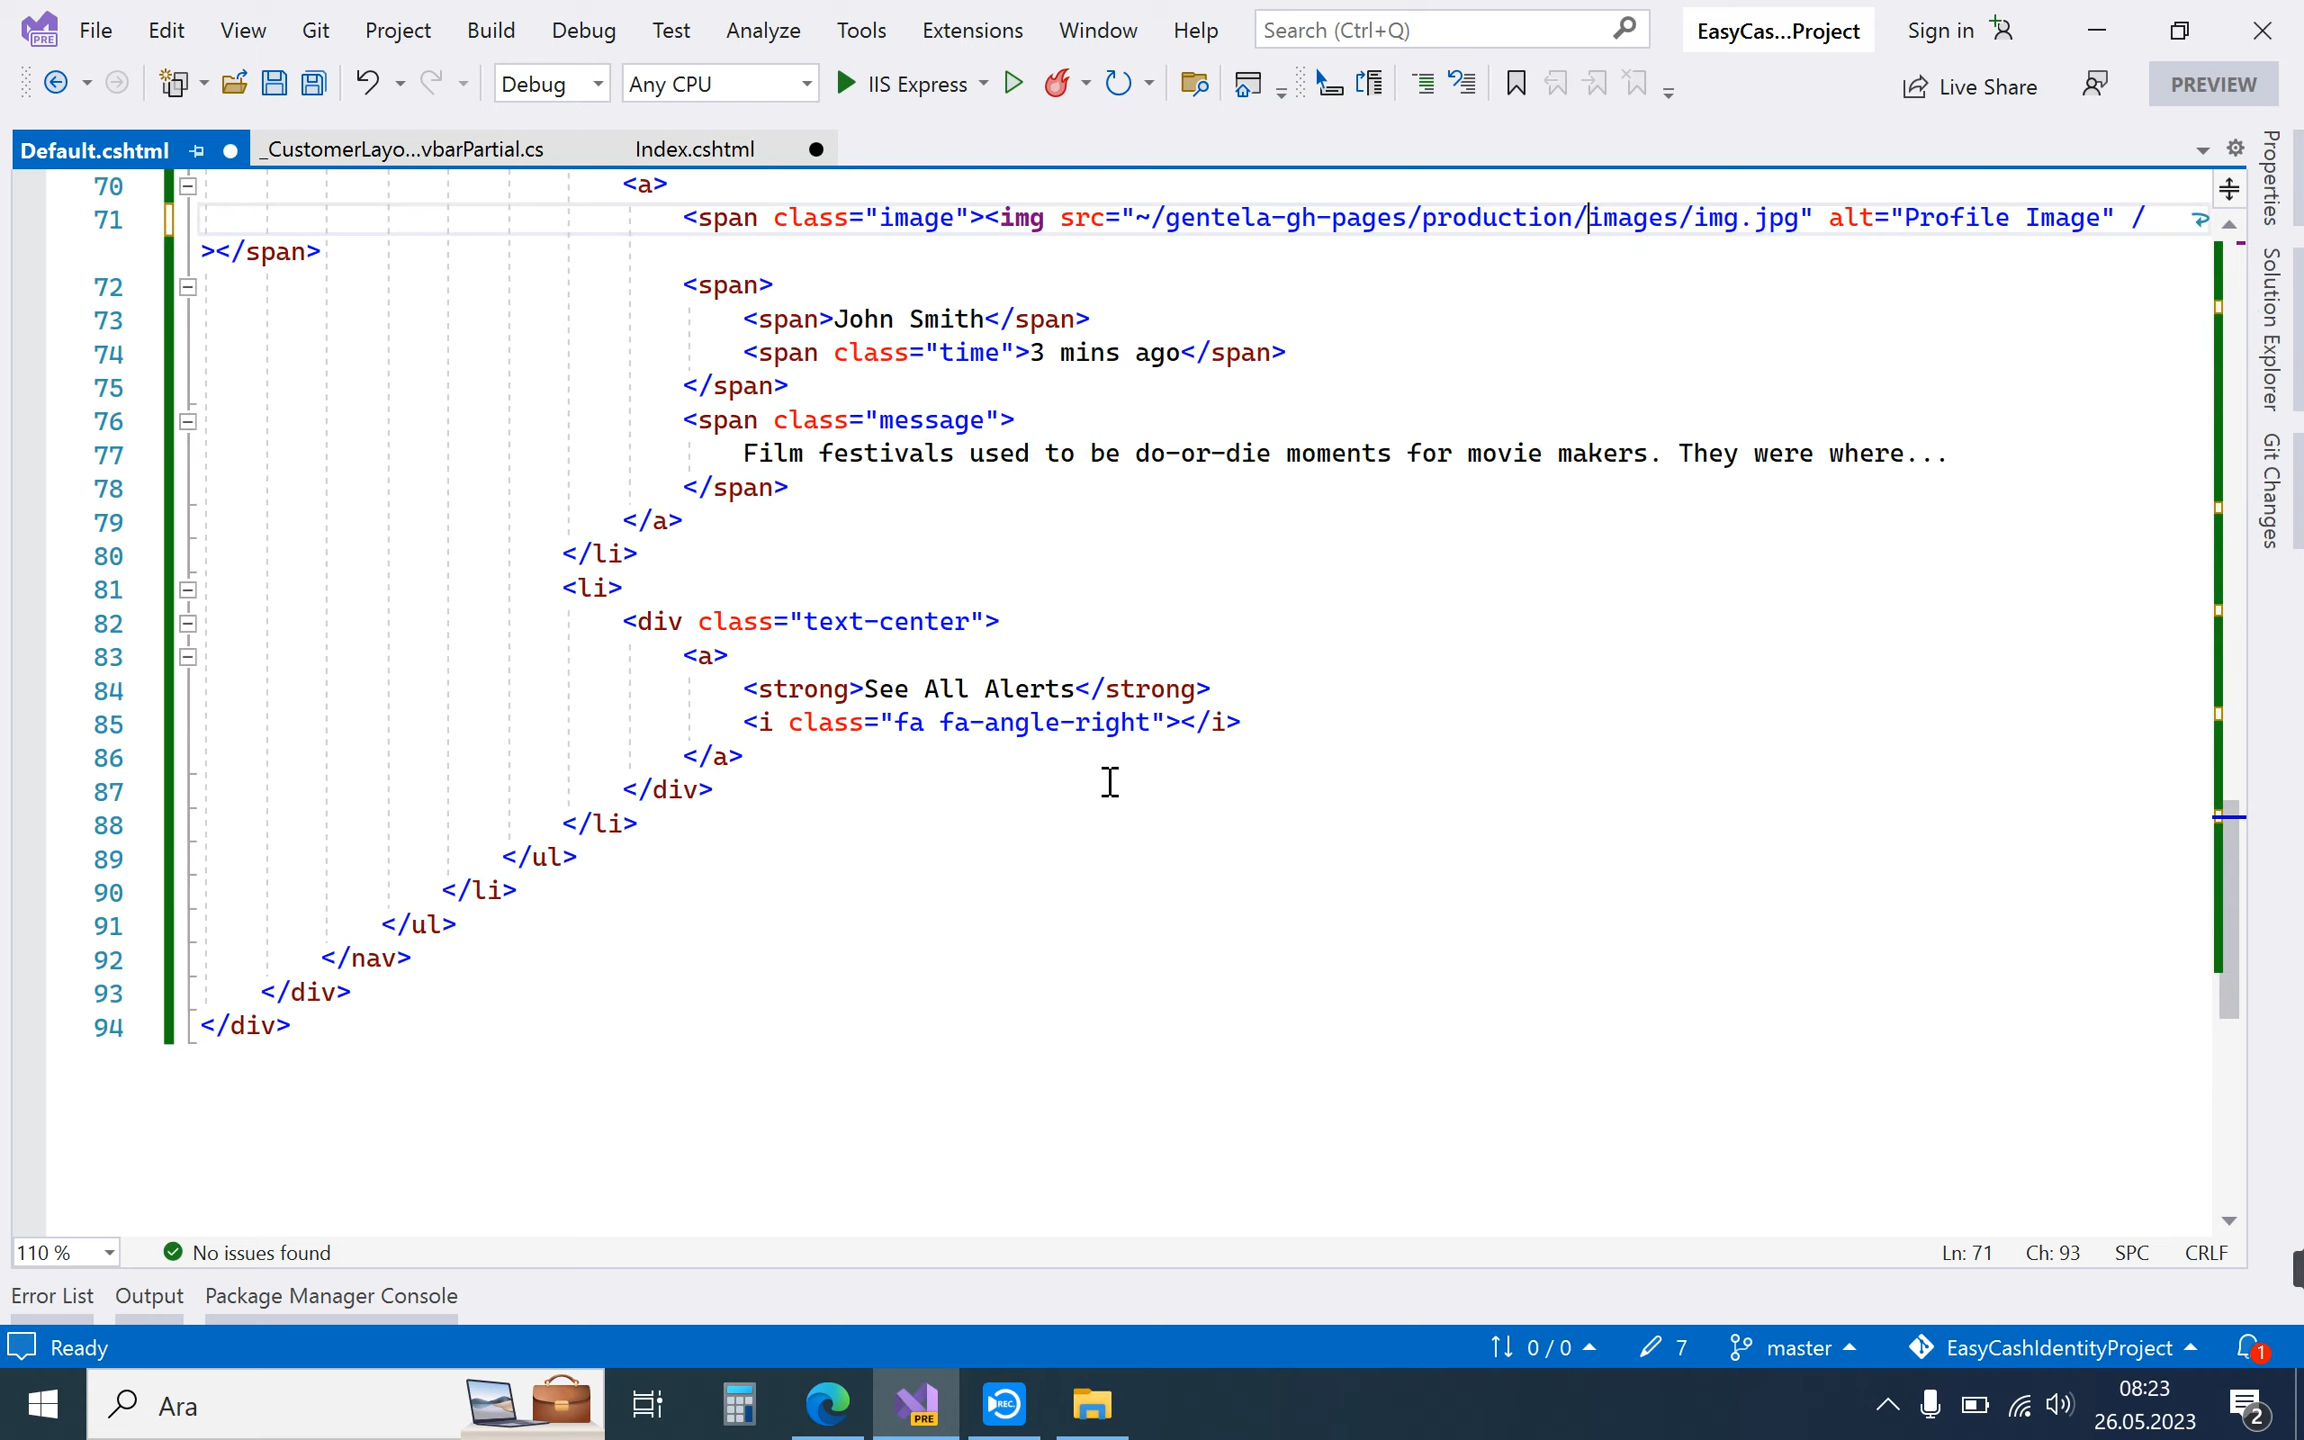 File Edit View Git Project Build Debug Test Analyze Tools Extensions Window Help Search (Ctrl+Q) EasyCas...Project Sign in
PRE
Debug Any CPU IIS Express Live Share PREVIEW
Default.cshtml _CustomerLayo...vbarPartial.cs Index.cshtml
Properties
Solution Explorer
Git Changes
70 <a>
71 <span class="image"><img src="~/gentela-gh-pages/production/images/img.jpg" alt="Profile Image" /
></span>
72 <span>
73 <span>John Smith</span>
74 <span class="time">3 mins ago</span>
75 </span>
76 <span class="message">
77 Film festivals used to be do-or-die moments for movie makers. They were where...
78 </span>
79 </a>
80 </li>
81 <li>
82 <div class="text-center">
83 <a>
84 <strong>See All Alerts</strong>
85 <i class="fa fa-angle-right"></i>
86 </a>
87 </div>
88 </li>
89 </ul>
90 </li>
91 </ul>
92 </nav>
93 </div>
94 </div>
110 % No issues found Ln: 71 Ch: 93 SPC CRLF
Error List Output Package Manager Console
Ready 0 / 0 7 master EasyCashIdentityProject 1
Ara PRE REC 08:23
26.05.2023 2